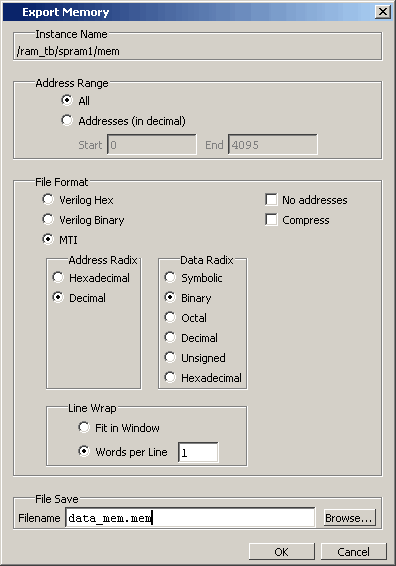 Export Memory
Instance Name
/ram_tb/spram1/mem
Address Range
All
Addresses (in decimal)
Start 0 End 4095
File Format
Verilog Hex No addresses
Verilog Binary Compress
MTI
Address Radix Data Radix
Hexadecimal Symbolic
Decimal Binary
Octal
Decimal
Unsigned
Hexadecimal
Line Wrap
Fit in Window
Words per Line 1
File Save
Filename data_mem.mem Browse...
OK Cancel